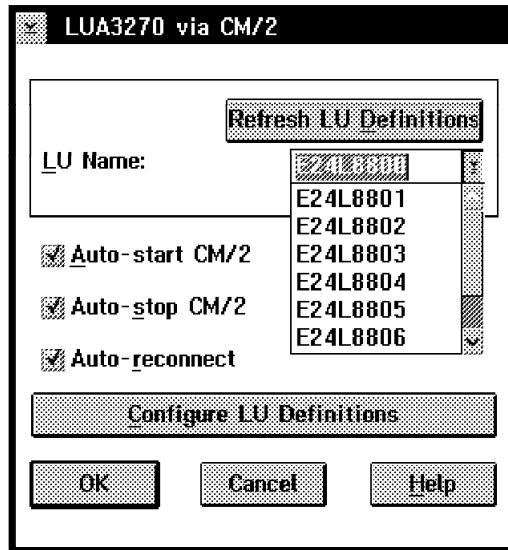 LUA3270 via CM/2
Refresh LU Definitions
LU Name:
E24L8800
E24L8801
E24L8802
E24L8803
E24L8804
E24L8805
E24L8806
Auto-start CM/2
Auto-stop CM/2
Auto-reconnect
Configure LU Definitions
OK Cancel Help